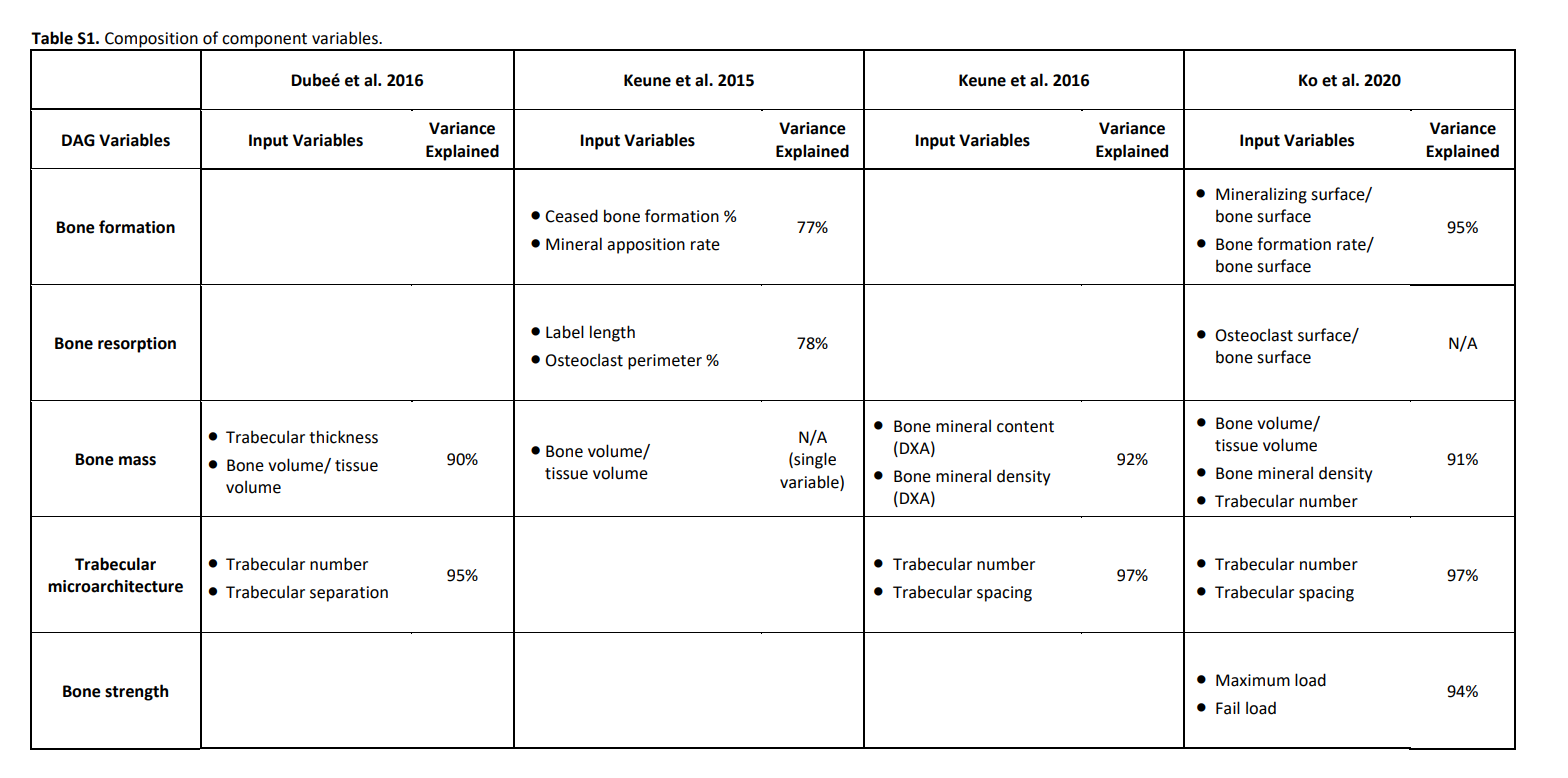 Table S1. Composition of component variables.
Dubeé et al. 2016
Keune et al. 2015
Keune et al. 2016
Ko et al. 2020
DAG Variables
Input Variables
Variance
Explained
Input Variables
Variance
Explained
Input Variables
Variance
Explained
Input Variables
Variance
Explained
Bone formation
● Ceased bone formation %
● Mineral apposition rate
77%
● Mineralizing surface/
bone surface
● Bone formation rate/
bone surface
95%
Bone resorption
● Label length
● Osteoclast perimeter %
78%
● Osteoclast surface/
bone surface
N/A
Bone mass
● Trabecular thickness
● Bone volume/ tissue
volume
90%
● Bone volume/
tissue volume
N/A
(single
variable)
● Bone mineral content
(DXA)
● Bone mineral density
(DXA)
92%
● Bone volume/
tissue volume
● Bone mineral density
● Trabecular number
91%
Trabecular
microarchitecture
● Trabecular number
● Trabecular separation
95%
● Trabecular number
● Trabecular spacing
97%
● Trabecular number
● Trabecular spacing
97%
Bone strength
● Maximum load
● Fail load
94%